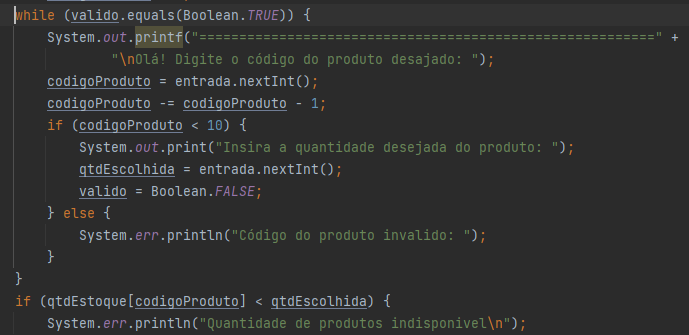 while (valido.equals(Boolean.TRUE)) {
System.out.printf("=========================================================" +
"\nOlá! Digite o código do produto desajado: ");
codigoProduto = entrada.nextInt();
codigoProduto -= codigoProduto - 1;
if (codigoProduto < 10) {
System.out.print("Insira a quantidade desejada do produto: ");
qtdEscolhida = entrada.nextInt();
valido = Boolean.FALSE;
} else {
System.err.println("Código do produto invalido: ");
}
}
if (qtdEstoque[codigoProduto] < qtdEscolhida) {
System.err.println("Quantidade de produtos indisponivel\n");